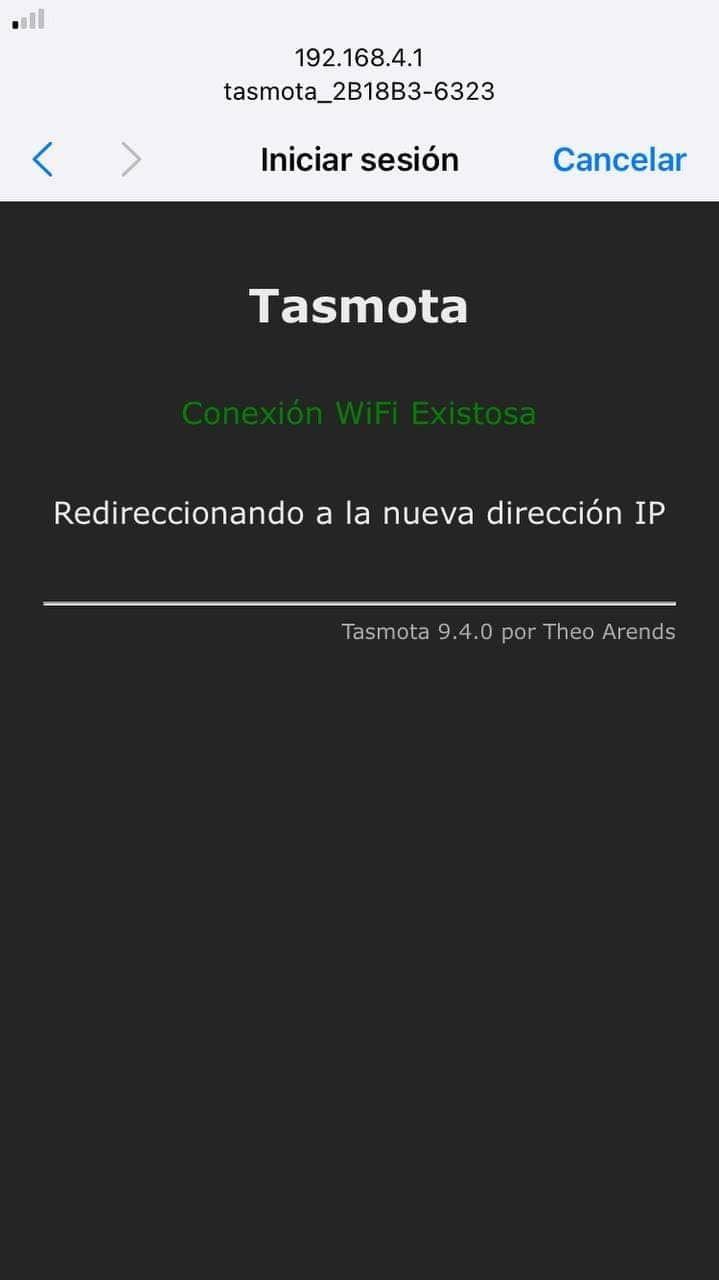 192.168.4.1
tasmota_2B18B3-6323
Iniciar sesión
Cancelar
Tasmota
Conexión WiFi Existosa
Redireccionando a la nueva dirección IP
Tasmota 9.4.0 por Theo Arends